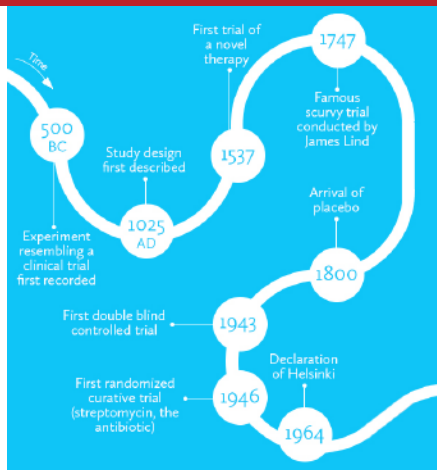 Time
500
BC
Experiment
resembling a
clinical trial
first recorded
Study design
first described
1025
AD
First trial of
a novel
therapy
1537
1747
Famous
scurvy trial
conducted by
James Lind
Arrival of
placebo
1800
First double blind
controlled trial
1943
First randomized
curative trial
(streptomycin, the
antibiotic)
1946
Declaration
of Helsinki
1964